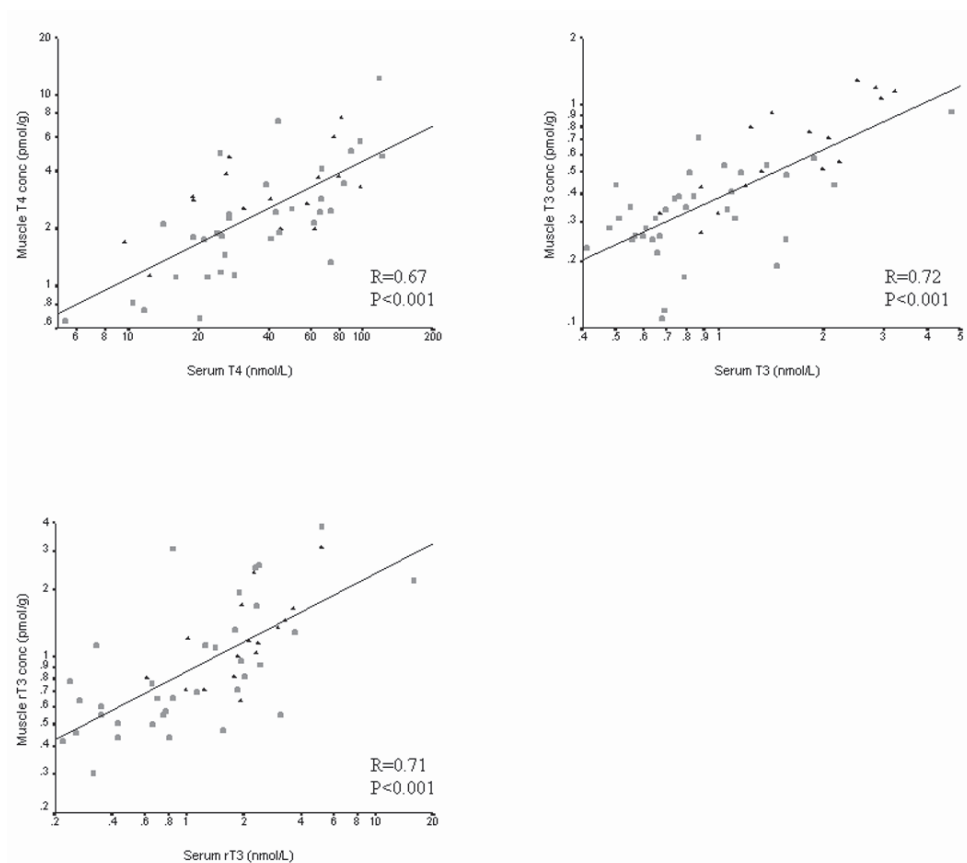 20
10
8
6
4
2
1
.8
.6
Muscle T4 conc (pmol/g)
R=0.67
P<0.001
6 8 10 20 40 60 80 100 200
Serum T4 (nmol/L)
2
1
.9
.8
.7
.6
.5
.4
.3
.2
.1
Muscle T3 conc (pmol/g)
R=0.72
P<0.001
.4 .5 .6 .7 .8 .9 1 2 3 4 5
Serum T3 (nmol/L)
4
3
2
1
.9
.8
.7
.6
.5
.4
.3
.2
Muscle rT3 conc (pmol/g)
R=0.71
P<0.001
.2 .4 .6 .8 1 2 4 6 8 10 20
Serum rT3 (nmol/L)